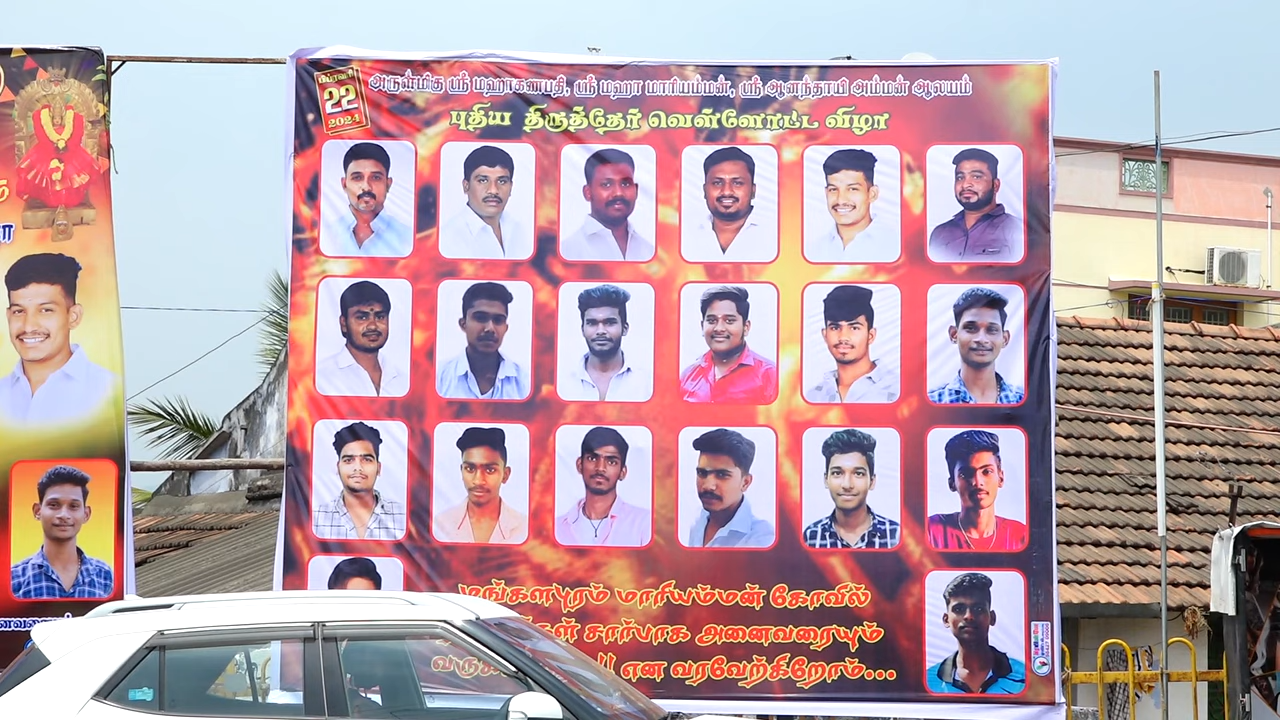 பிப்ரவரி
22
2024
அருள்மிகு ஸ்ரீ மஹாகணபதி, ஸ்ரீ மஹா மாரியம்மன், ஸ்ரீ ஆனந்தாயி அம்மன் ஆலயம்
புதிய திருத்தேர் வெள்ளோட்ட விழா
மங்களபுரம் மாரியம்மன் கோவில்
சார்பாக அனைவரையும்
என வரவேற்கிறோம்...